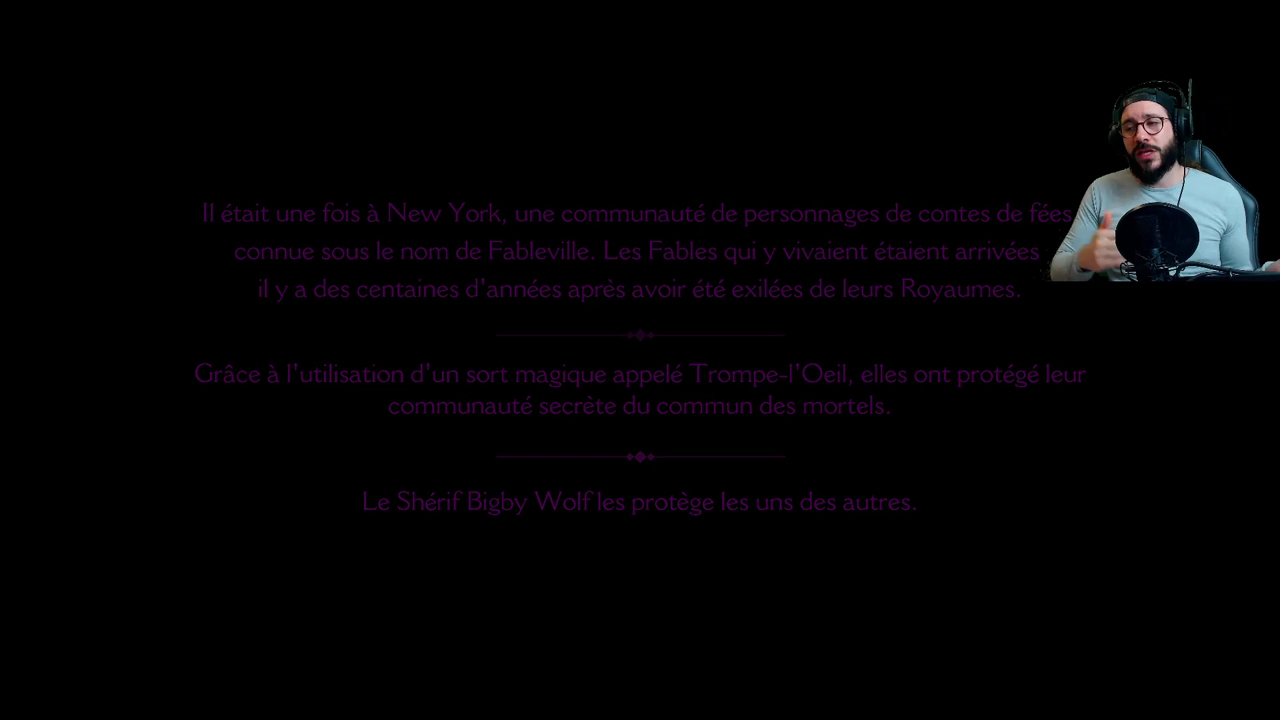 Il était une fois à New York, une communauté de personnages de contes de fées
connue sous le nom de Fableville. Les Fables qui y vivaient étaient arrivées
il y a des centaines d'années après avoir été exilées de leurs Royaumes.
Grâce à l'utilisation d'un sort magique appelé Trompe-l'Oeil, elles ont protégé leur
communauté secrète du commun des mortels.
Le Shérif Bigby Wolf les protège les uns des autres.